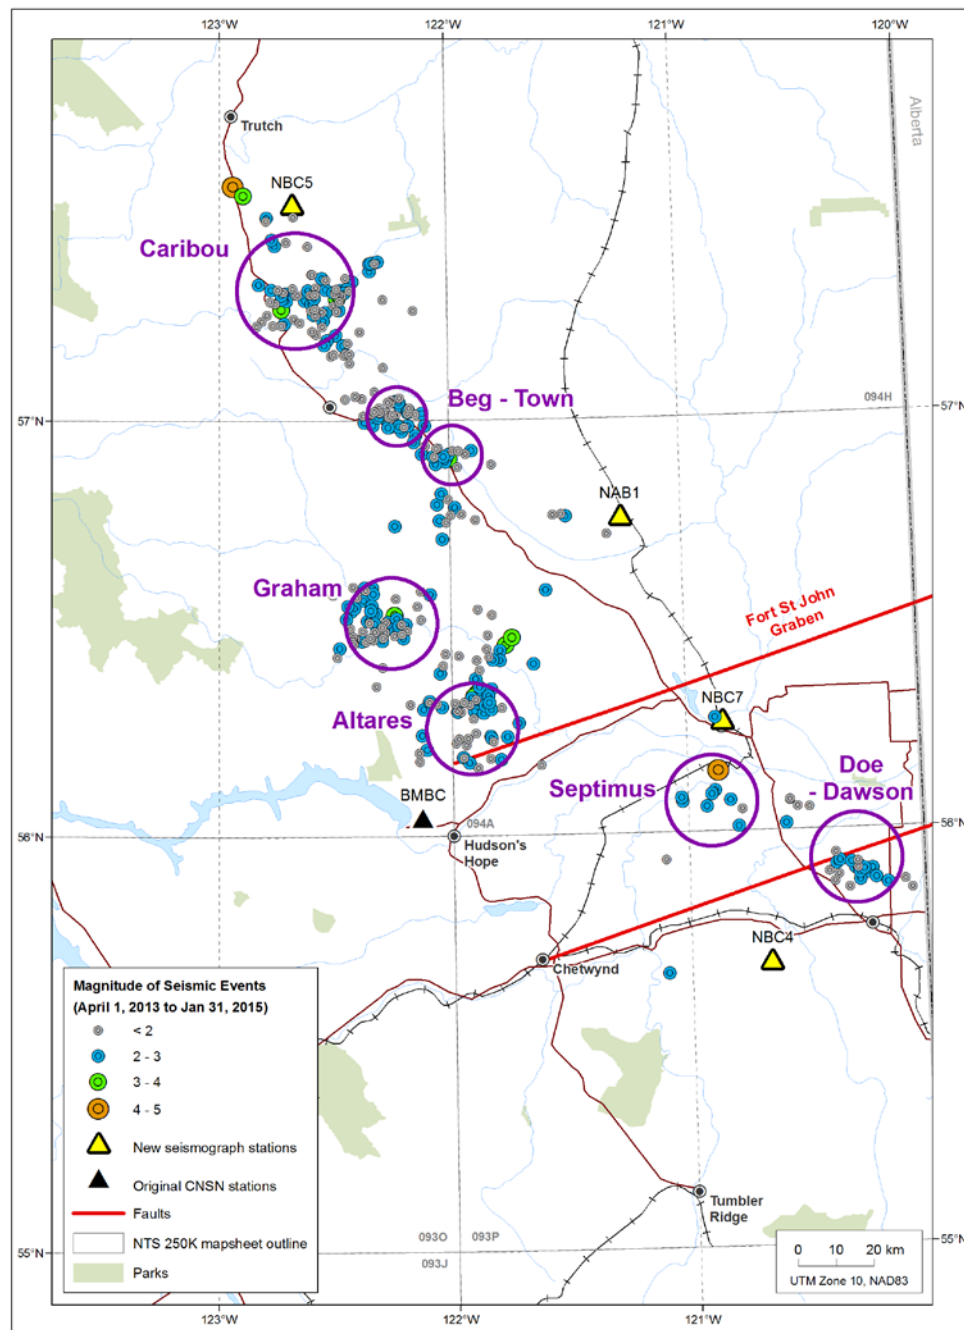 123°W
122°W
121°W
120°W
Alberta
Trutch
NBC5
Caribou
Beg - Town
094H
57°N
57°N
NAB1
Graham
Fort St John
Graben
NBC7
Altares
Doe
- Dawson
Septimus
BMBC
56°N
094A
56°N
Hudson's
Hope
NBC4
Chetwynd
Magnitude of Seismic Events
(April 1, 2013 to Jan 31, 2015)
< 2
2 - 3
3 - 4
4 - 5
New seismograph stations
Original CNSN stations
Faults
NTS 250K mapsheet outline
Parks
Tumbler
Ridge
093O
093P
55°N
55°N
093J
0 10 20 km
UTM Zone 10, NAD83
123°W
122°W
121°W